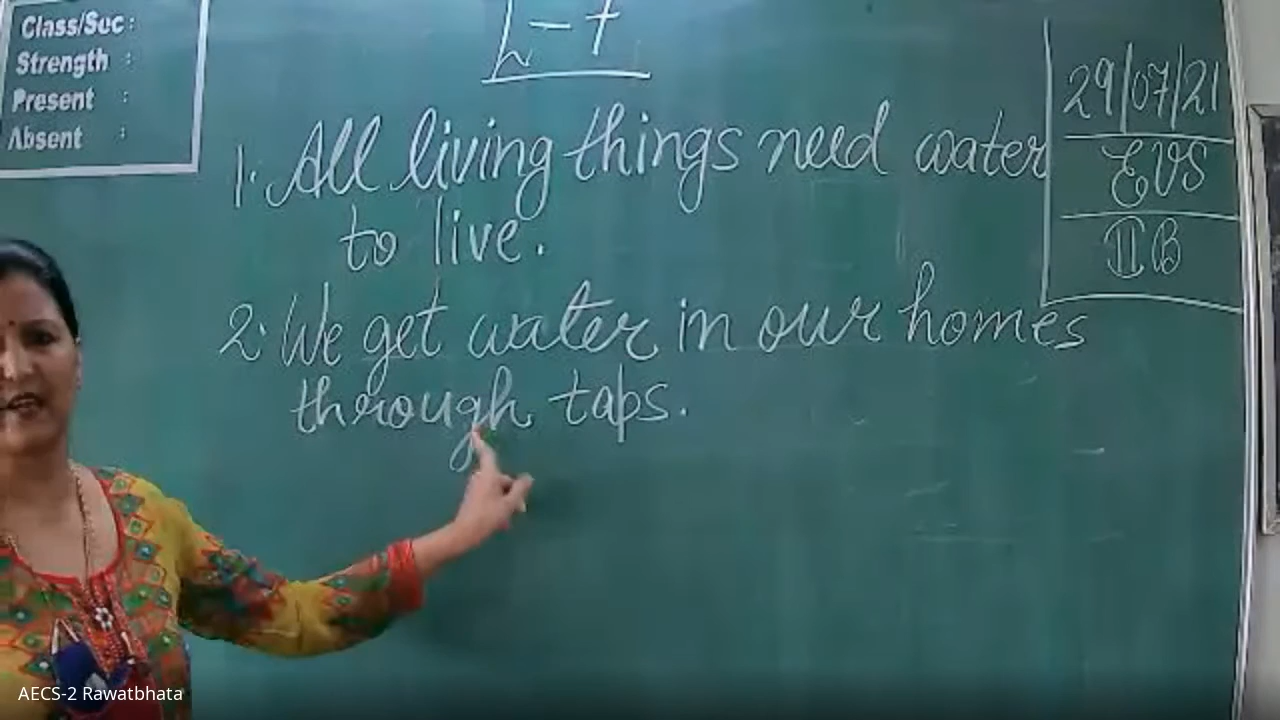 Class/Sec :
Strength :
Present :
Absent :
L-7
29/07/21
EVS
II B
1. All living things need water
to live.
2. We get water in our homes
through taps.
AECS-2 Rawatbhata